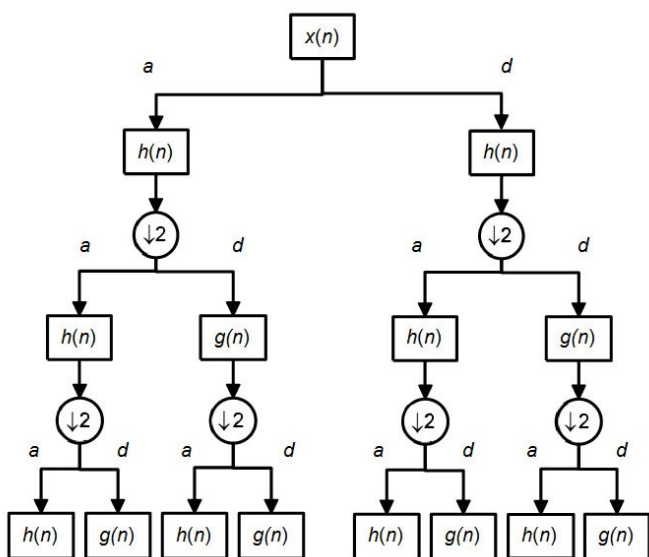 x(n)
a d
h(n) h(n)
↓2 ↓2
a d a d
h(n) g(n) h(n) g(n)
↓2 ↓2 ↓2 ↓2
a d a d a d a d
h(n) g(n) h(n) g(n) h(n) g(n) h(n) g(n)